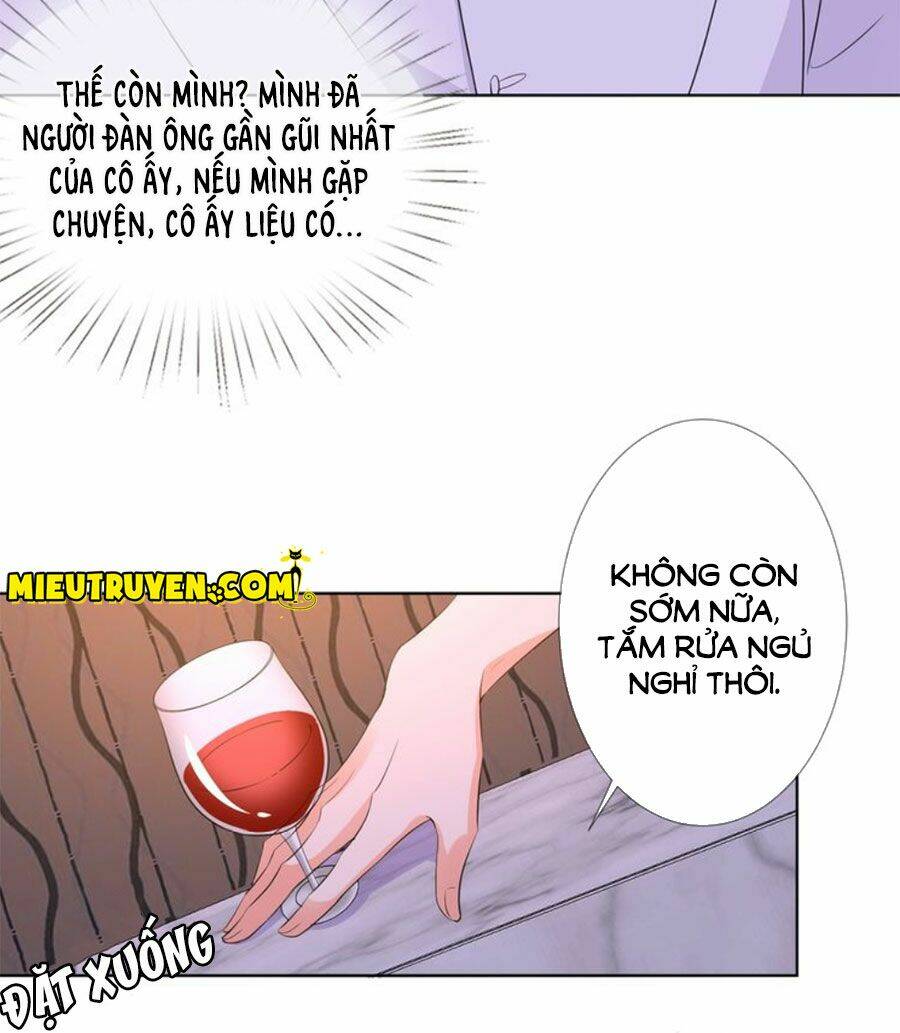 THẾ CÒN MÌNH? MÌNH ĐÃ
NGƯỜI ĐÀN ÔNG GẦN GŨI NHẤT
CỦA CÔ ẤY, NẾU MÌNH GẶP
CHUYỆN, CÔ ẤY LIỆU CÓ...
MIEUTRUYEN.COM
KHÔNG CÒN
SỚM NỮA,
TẮM RỬA NGỦ
NGHỈ THÔI.
ĐẶT XUỐNG